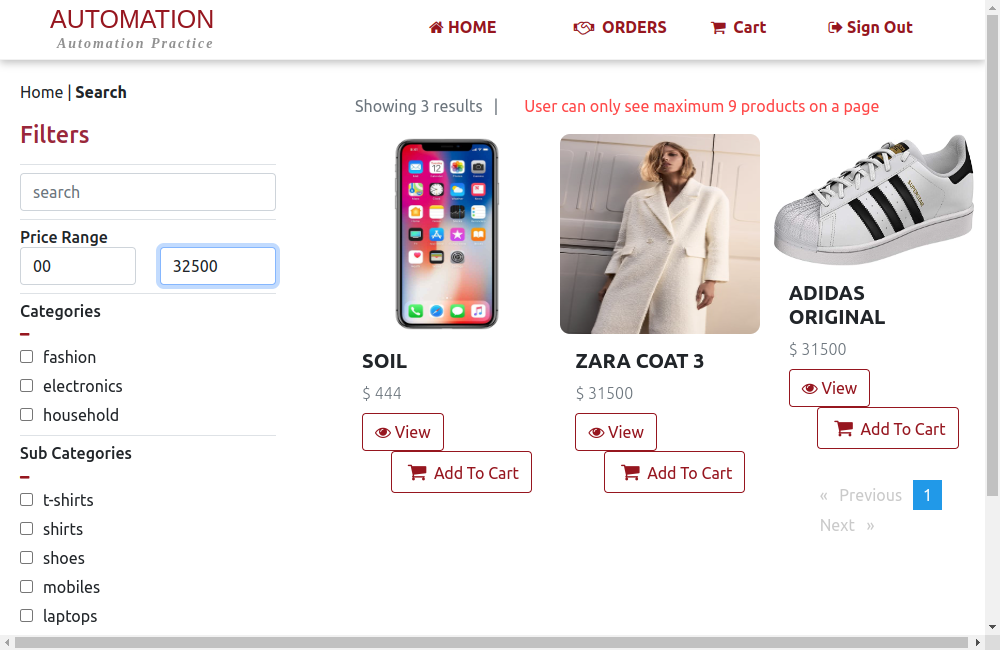 AUTOMATION
Automation Practice
HOME
ORDERS
Cart
Sign Out
Home | Search
Filters
search
Price Range
00
32500
Categories
fashion
electronics
household
Sub Categories
t-shirts
shirts
shoes
mobiles
laptops
Showing 3 results |
User can only see maximum 9 products on a page
SOIL
$ 444
View
Add To Cart
ZARA COAT 3
$ 31500
View
Add To Cart
ADIDAS
ORIGINAL
$ 31500
View
Add To Cart
« Previous 1
Next »